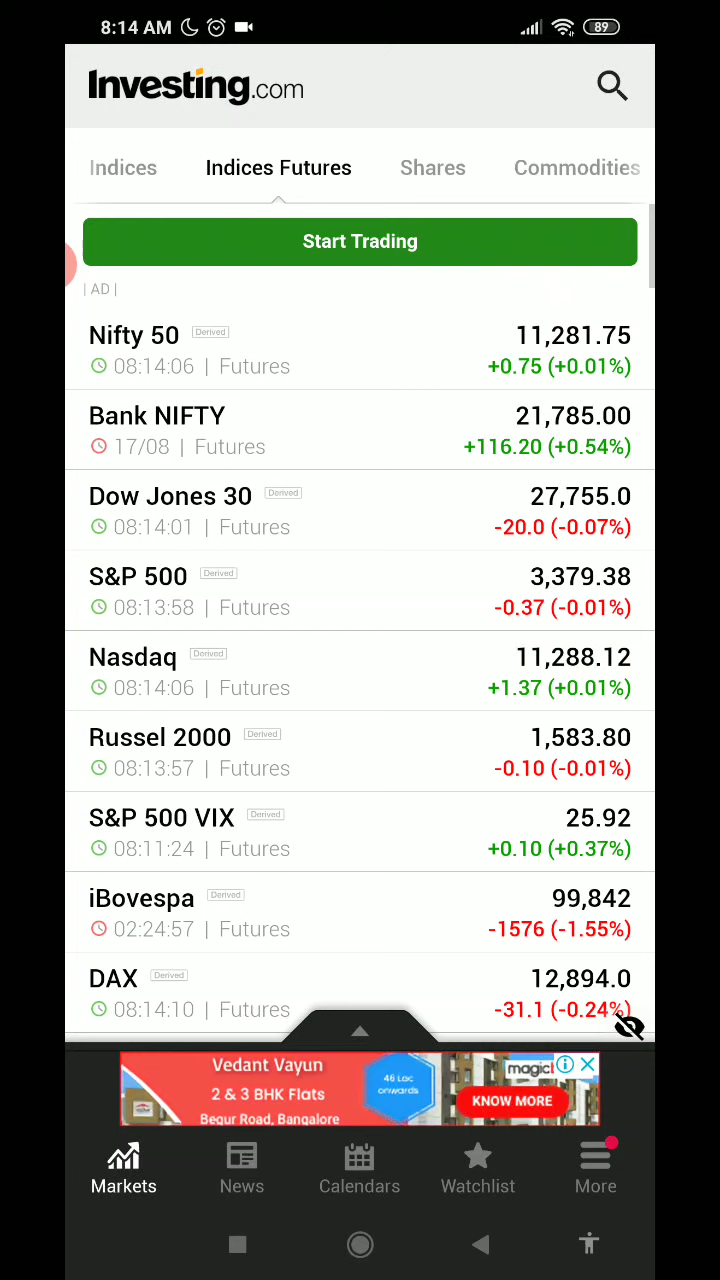 8:14 AM 89
Investing.com
Indices Indices Futures Shares Commodities
Start Trading
| AD |
Nifty 50 Derived 11,281.75
08:14:06 | Futures +0.75 (+0.01%)
Bank NIFTY 21,785.00
17/08 | Futures +116.20 (+0.54%)
Dow Jones 30 Derived 27,755.0
08:14:01 | Futures -20.0 (-0.07%)
S&P 500 Derived 3,379.38
08:13:58 | Futures -0.37 (-0.01%)
Nasdaq Derived 11,288.12
08:14:06 | Futures +1.37 (+0.01%)
Russel 2000 Derived 1,583.80
08:13:57 | Futures -0.10 (-0.01%)
S&P 500 VIX Derived 25.92
08:11:24 | Futures +0.10 (+0.37%)
iBovespa Derived 99,842
02:24:57 | Futures -1576 (-1.55%)
DAX Derived 12,894.0
08:14:10 | Futures -31.1 (-0.24%)
Vedant Vayun
2 & 3 BHK Flats
Begur Road, Bangalore
46 Lac
onwards
magic
KNOW MORE
Markets News Calendars Watchlist More